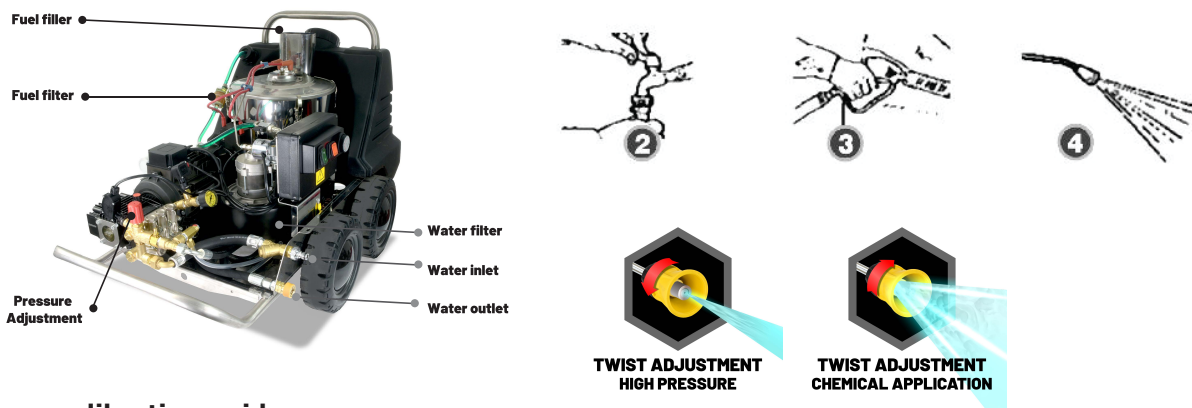 Fuel filler
Fuel filter
Water filter
Water inlet
Water outlet
Pressure
Adjustment
2
3
4
TWIST ADJUSTMENT
HIGH PRESSURE
TWIST ADJUSTMENT
CHEMICAL APPLICATION